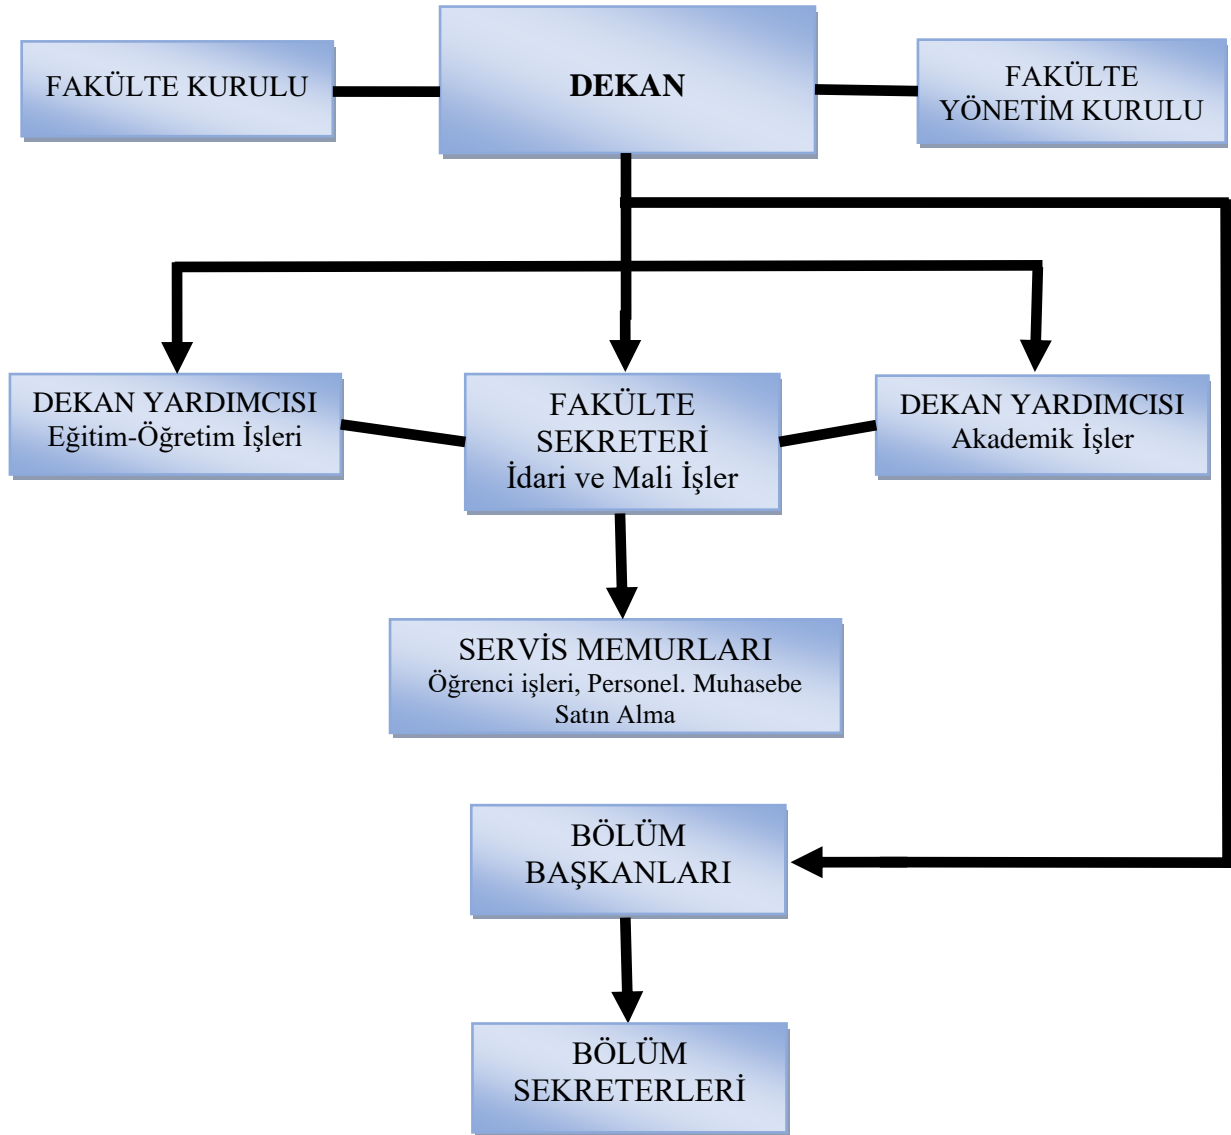 FAKÜLTE KURULU
DEKAN
FAKÜLTE
YÖNETİM KURULU
DEKAN YARDIMCISI
Eğitim-Öğretim İşleri
FAKÜLTE
SEKRETERİ
İdari ve Mali İşler
DEKAN YARDIMCISI
Akademik İşler
SERVİS MEMURLARI
Öğrenci işleri, Personel. Muhasebe
Satın Alma
BÖLÜM
BAŞKANLARI
BÖLÜM
SEKRETERLERİ